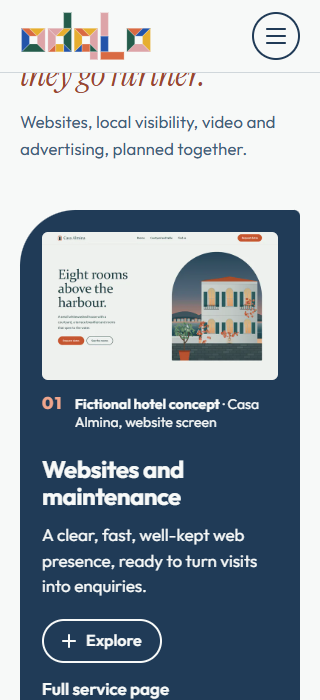 adaLo
they go further.
Websites, local visibility, video and
advertising, planned together.
Casa Almina
Eight rooms
above the
harbour.
01 Fictional hotel concept · Casa
Almina, website screen
Websites and
maintenance
A clear, fast, well-kept web
presence, ready to turn visits
into enquiries.
+ Explore
Full service page